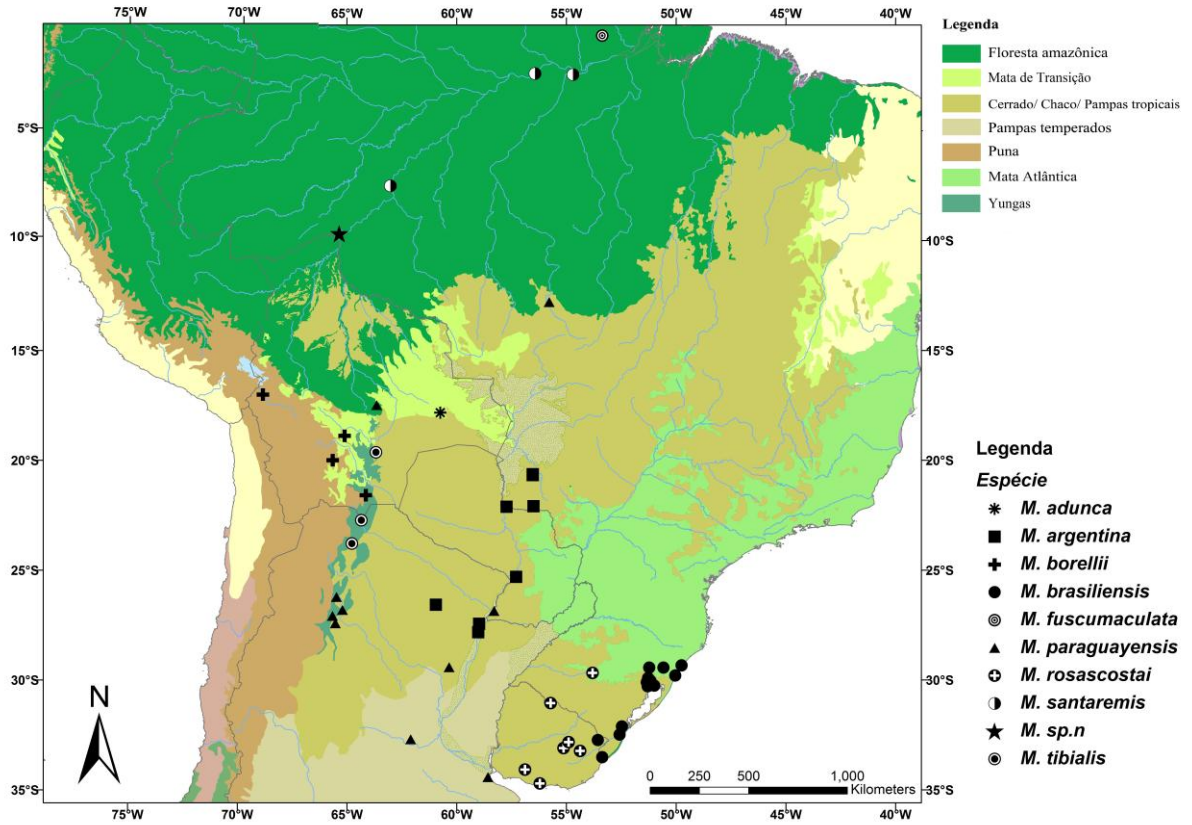 75°W 70°W 65°W 60°W 55°W 50°W 45°W 40°W
Legenda
Floresta amazônica
Mata de Transição
Cerrado/ Chaco/ Pampas tropicais
Pampas temperados
Puna
Mata Atlântica
Yungas
5°S
10°S 10°S
15°S 15°S
20°S 20°S
25°S 25°S
30°S 30°S
35°S 35°S
Legenda
Espécie
M. adunca
M. argentina
M. borellii
M. brasiliensis
M. fuscumaculata
M. paraguayensis
M. rosascostai
M. santaremis
M. sp.n
M. tibialis
N
0 250 500 1,000
Kilometers
70°W 65°W 60°W 55°W 50°W 45°W 40°W